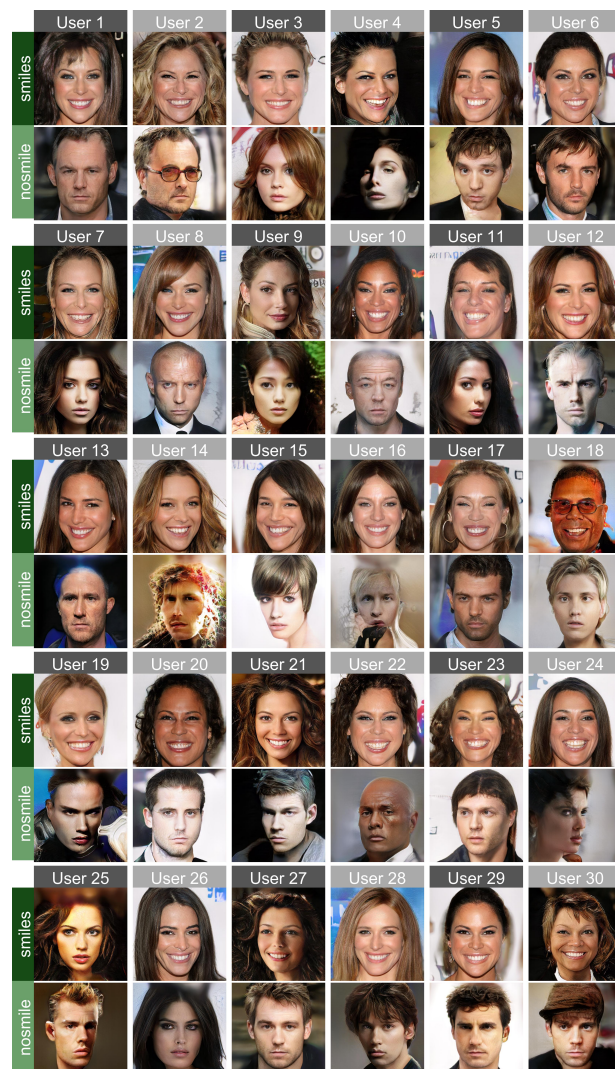 User 1 User 2 User 3 User 4 User 5 User 6
smiles
nosmile
User 7 User 8 User 9 User 10 User 11 User 12
smiles
nosmile
User 13 User 14 User 15 User 16 User 17 User 18
smiles
nosmile
User 19 User 20 User 21 User 22 User 23 User 24
smiles
nosmile
User 25 User 26 User 27 User 28 User 29 User 30
smiles
nosmile